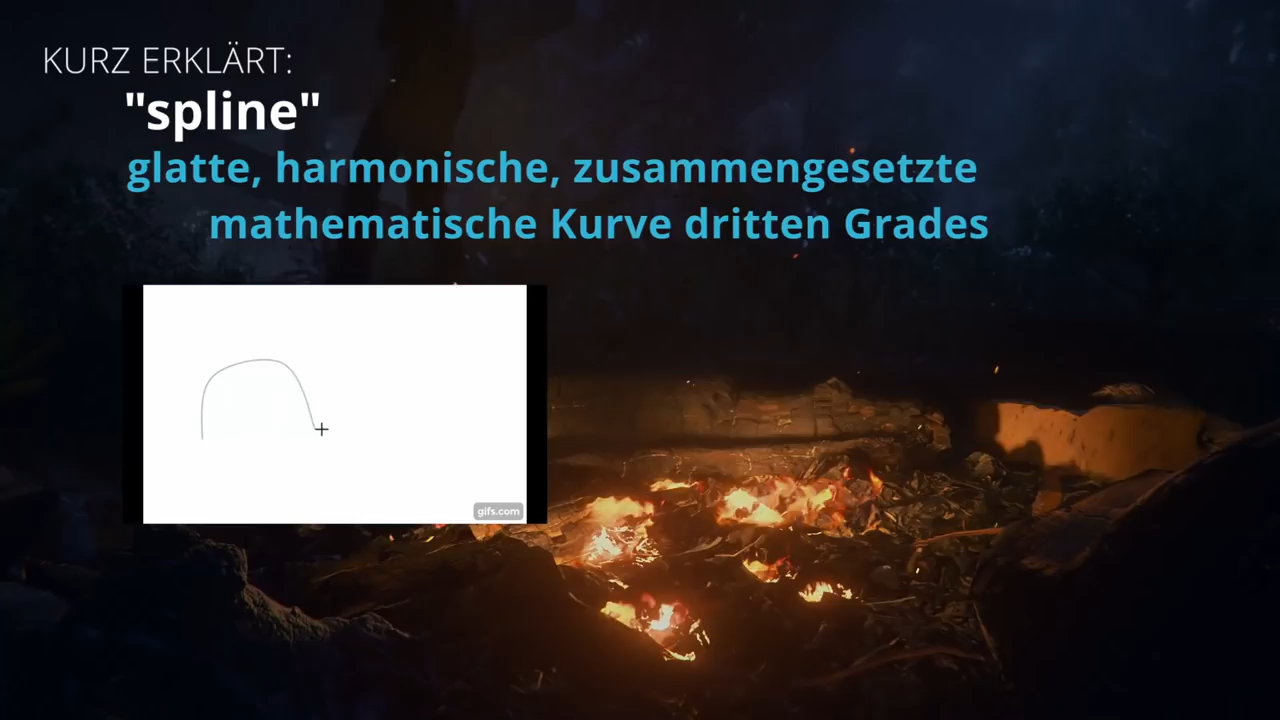 KURZ ERKLÄRT:
"spline"
glatte, harmonische, zusammengesetzte
mathematische Kurve dritten Grades
gifs.com